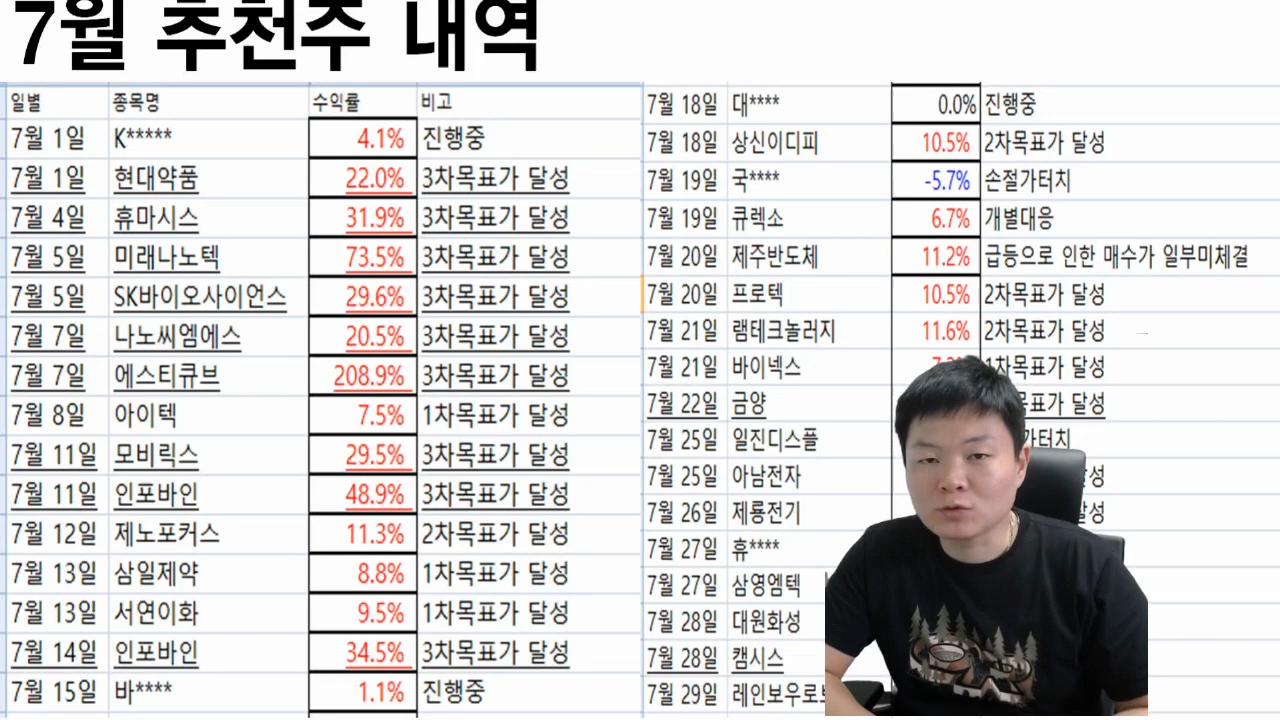 7월 추천주 내역
일별 종목명 수익률 비고
7월 1일 K***** 4.1% 진행중
7월 1일 현대약품 22.0% 3차목표가 달성
7월 4일 휴마시스 31.9% 3차목표가 달성
7월 5일 미래나노텍 73.5% 3차목표가 달성
7월 5일 SK바이오사이언스 29.6% 3차목표가 달성
7월 7일 나노씨엠에스 20.5% 3차목표가 달성
7월 7일 에스티큐브 208.9% 3차목표가 달성
7월 8일 아이텍 7.5% 1차목표가 달성
7월 11일 모비릭스 29.5% 3차목표가 달성
7월 11일 인포바인 48.9% 3차목표가 달성
7월 12일 제노포커스 11.3% 2차목표가 달성
7월 13일 삼일제약 8.8% 1차목표가 달성
7월 13일 서연이화 9.5% 1차목표가 달성
7월 14일 인포바인 34.5% 3차목표가 달성
7월 15일 바**** 1.1% 진행중
7월 18일 대**** 0.0% 진행중
7월 18일 상신이디피 10.5% 2차목표가 달성
7월 19일 국**** -5.7% 손절가터치
7월 19일 큐렉소 6.7% 개별대응
7월 20일 제주반도체 11.2% 급등으로 인한 매수가 일부미체결
7월 20일 프로텍 10.5% 2차목표가 달성
7월 21일 램테크놀러지 11.6% 2차목표가 달성
7월 21일 바이넥스 1차목표가 달성
7월 22일 금양 목표가 달성
7월 25일 일진디스플 가터치
7월 25일 아남전자 달성
7월 26일 제룡전기 달성
7월 27일 휴****
7월 27일 삼영엠텍
7월 28일 대원화성
7월 28일 캠시스
7월 29일 레인보우로